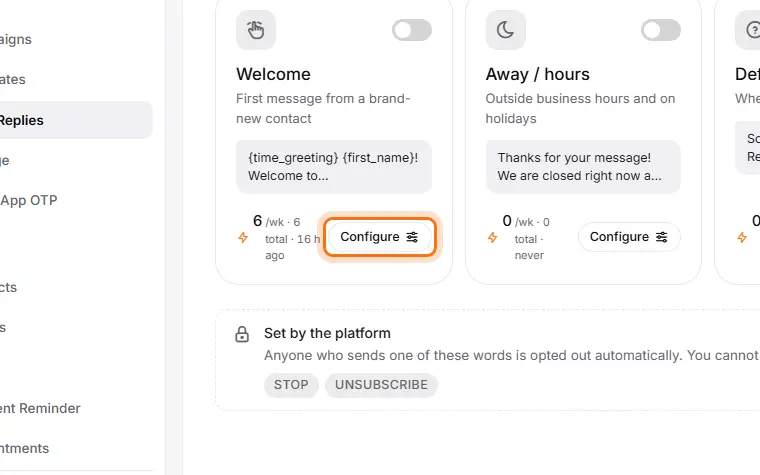 aigns
ates
Replies
ge
App OTP
cts
s
ent Reminder
ntments
Welcome
First message from a brand-
new contact
{time_greeting} {first_name}!
Welcome to...
6 /wk · 6
total · 16 h
ago
Configure
Away / hours
Outside business hours and on
holidays
Thanks for your message!
We are closed right now a...
0 /wk · 0
total ·
never
Configure
Def
Whe
So
Re
0
Set by the platform
Anyone who sends one of these words is opted out automatically. You cannot
STOP UNSUBSCRIBE